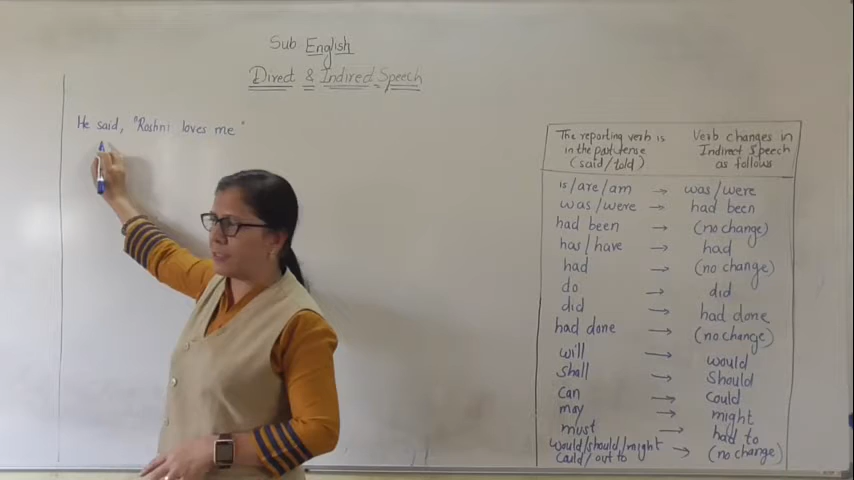 Sub English
Direct & Indirect Speech
He said, "Roshni loves me"
The reporting verb is in the past tense (said/told)
Verb changes in Indirect Speech as follows
is/are/am → was/were
was/were → had been
had been → (no change)
has/have → had
had → (no change)
do → did
did → had done
had done → (no change)
will → would
shall → should
can → could
may → might
must → had to
would/should/might → (no change)
could/out to